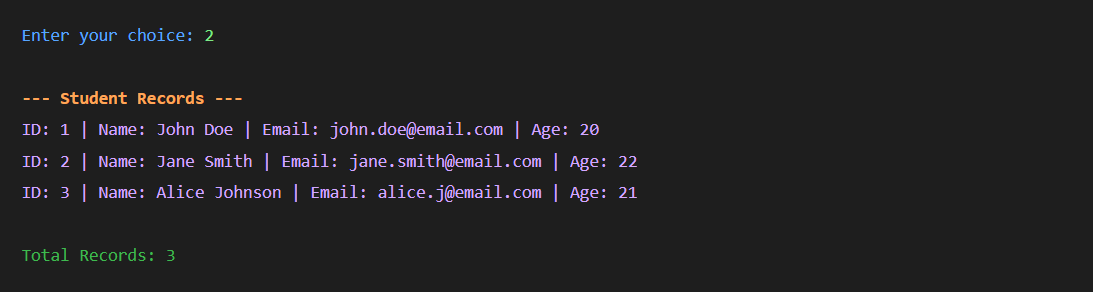 Enter your choice: 2
--- Student Records ---
ID: 1 | Name: John Doe | Email: john.doe@email.com | Age: 20
ID: 2 | Name: Jane Smith | Email: jane.smith@email.com | Age: 22
ID: 3 | Name: Alice Johnson | Email: alice.j@email.com | Age: 21
Total Records: 3